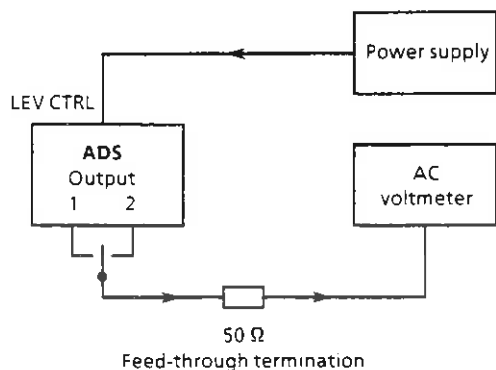 Power supply
LEV CTRL
ADS
Output
1 2
AC
voltmeter
50 Ω
Feed-through termination